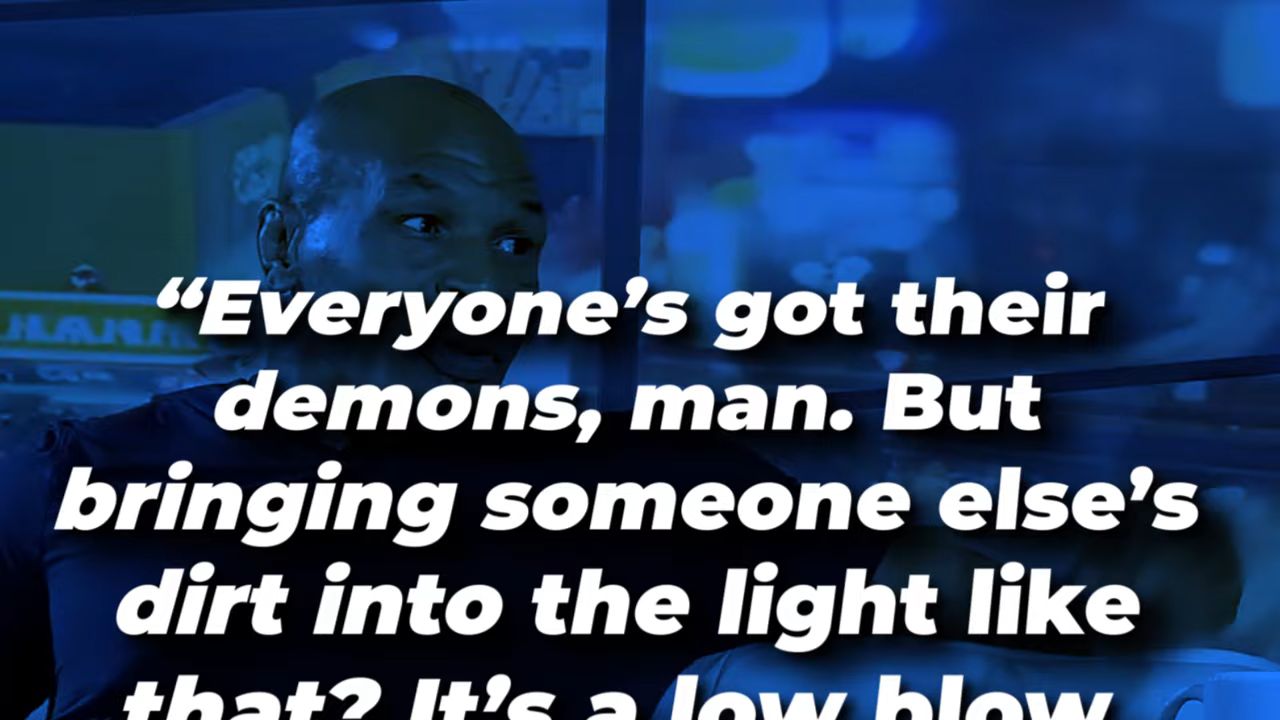 “Everyone’s got their
demons, man. But
bringing someone else’s
dirt into the light like
that? It’s a low blow